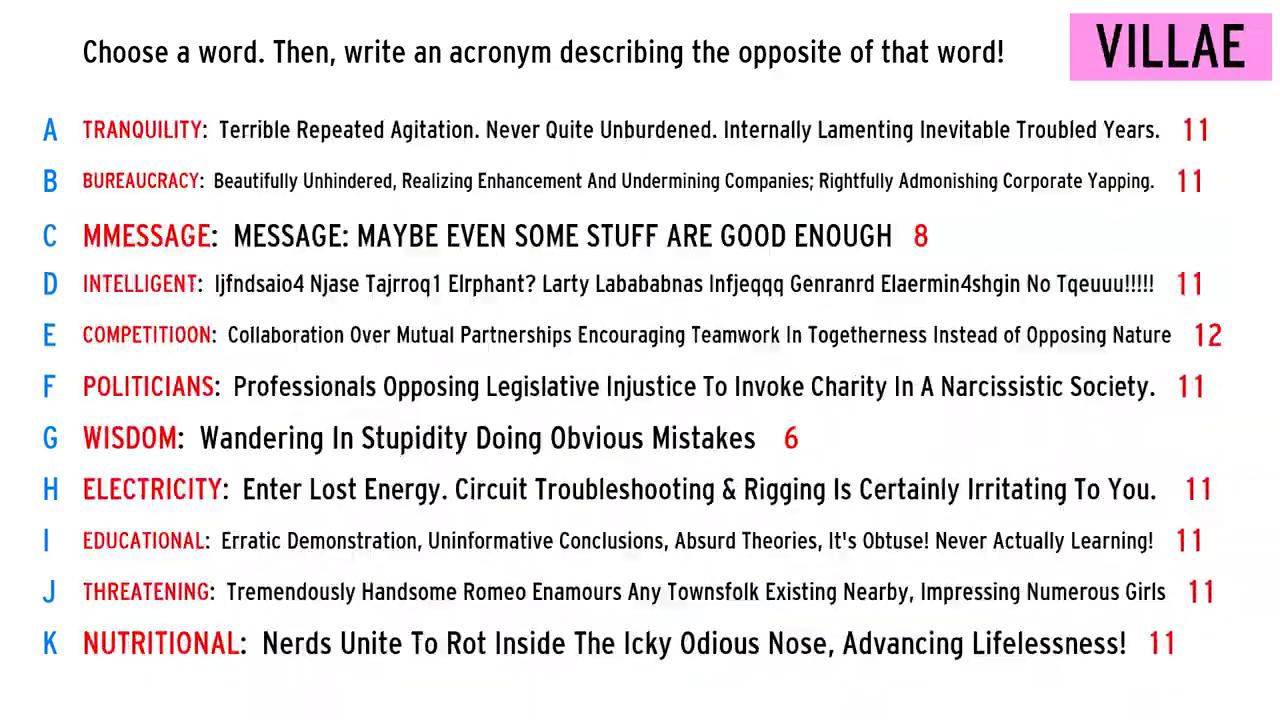 Choose a word. Then, write an acronym describing the opposite of that word!
VILLAE
A TRANQUILITY: Terrible Repeated Agitation. Never Quite Unburdened. Internally Lamenting Inevitable Troubled Years. 11
B BUREAUCRACY: Beautifully Unhindered, Realizing Enhancement And Undermining Companies; Rightfully Admonishing Corporate Yapping. 11
C MMESSAGE: MESSAGE: MAYBE EVEN SOME STUFF ARE GOOD ENOUGH 8
D INTELLIGENT: Ijfndsaio4 Njase Tajrroq1 Elrphant? Larty Labababnas Infjeqqq Genranrd Elaermin4shgin No Tqeuuu!!!!! 11
E COMPETITIOON: Collaboration Over Mutual Partnerships Encouraging Teamwork In Togetherness Instead of Opposing Nature 12
F POLITICIANS: Professionals Opposing Legislative Injustice To Invoke Charity In A Narcissistic Society. 11
G WISDOM: Wandering In Stupidity Doing Obvious Mistakes 6
H ELECTRICITY: Enter Lost Energy. Circuit Troubleshooting & Rigging Is Certainly Irritating To You. 11
I EDUCATIONAL: Erratic Demonstration, Uninformative Conclusions, Absurd Theories, It's Obtuse! Never Actually Learning! 11
J THREATENING: Tremendously Handsome Romeo Enamours Any Townsfolk Existing Nearby, Impressing Numerous Girls 11
K NUTRITIONAL: Nerds Unite To Rot Inside The Icky Odious Nose, Advancing Lifelessness! 11